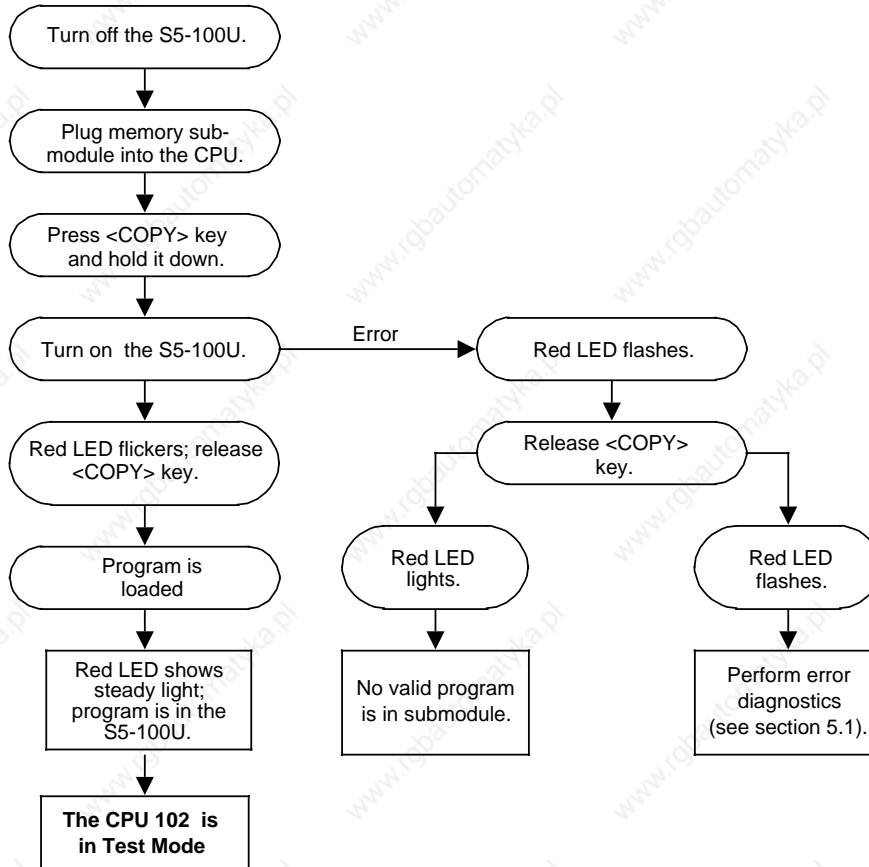 Turn off the S5-100U.
Plug memory sub-
module into the CPU.
Press <COPY> key
and hold it down.
Turn on the S5-100U.
Error
Red LED flashes.
Red LED flickers; release
<COPY> key.
Release <COPY>
key.
Program is
loaded
Red LED
lights.
Red LED
flashes.
Red LED shows
steady light;
program is in the
S5-100U.
No valid program
is in submodule.
Perform error
diagnostics
(see section 5.1).
The CPU 102 is
in Test Mode
www.rgbautomatyka.pl